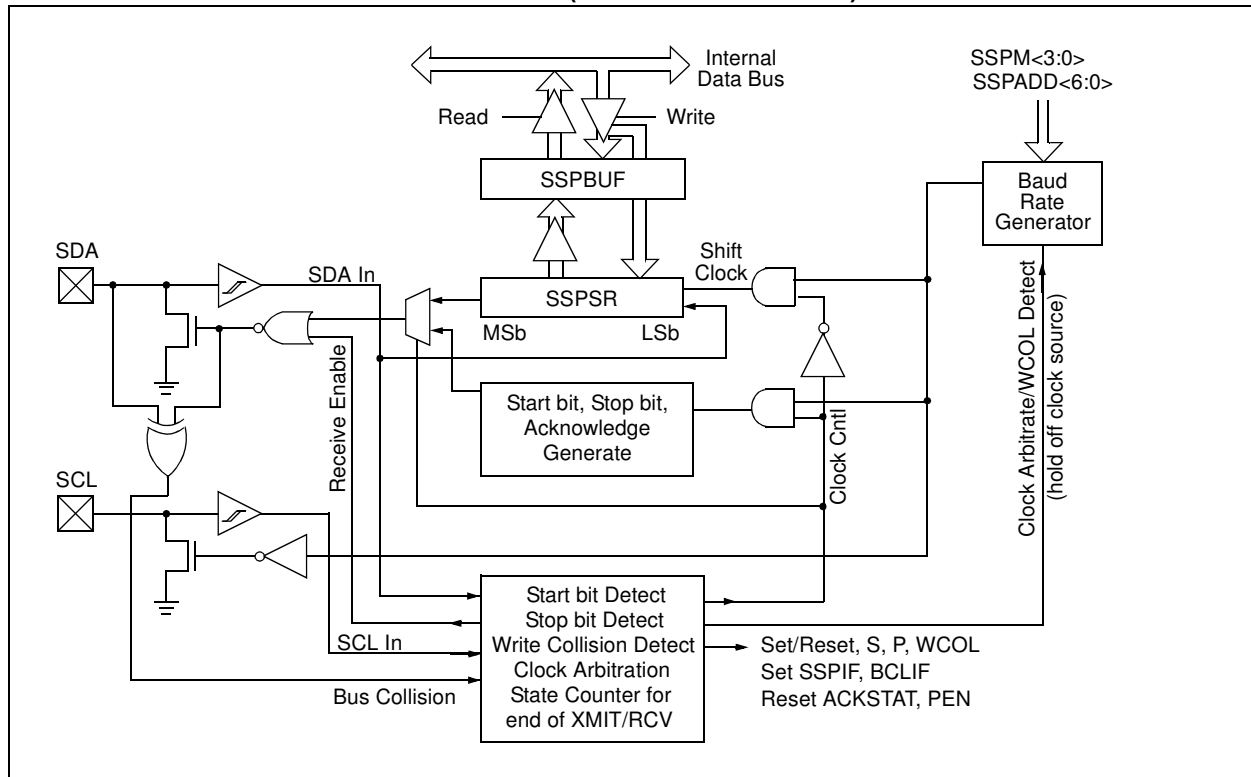 Internal
Data Bus
SSPM<3:0>
SSPADD<6:0>
Read
Write
SSPBUF
Baud
Rate
Generator
SDA
SDA In
Shift
Clock
SSPSR
MSb
LSb
Receive Enable
Start bit, Stop bit,
Acknowledge
Generate
Clock Cntl
Clock Arbitrate/WCOL Detect
(hold off clock source)
SCL
SCL In
Bus Collision
Start bit Detect
Stop bit Detect
Write Collision Detect
Clock Arbitration
State Counter for
end of XMIT/RCV
Set/Reset, S, P, WCOL
Set SSPIF, BCLIF
Reset ACKSTAT, PEN